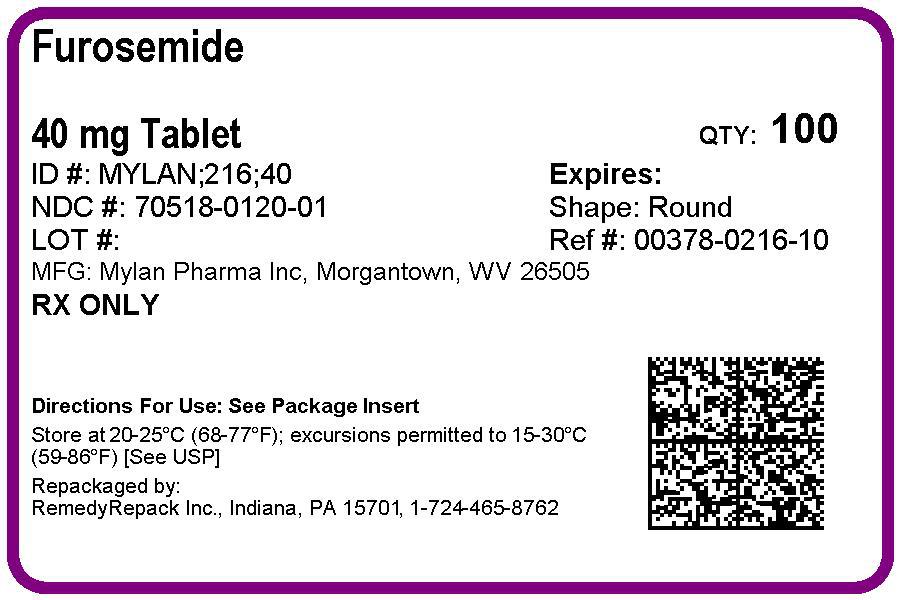 Furosemide
40 mg Tablet
QTY: 100
ID #: MYLAN;216;40
Expires:
NDC #: 70518-0120-01
Shape: Round
LOT #:
Ref #: 00378-0216-10
MFG: Mylan Pharma Inc, Morgantown, WV 26505
RX ONLY
Directions For Use: See Package Insert
Store at 20-25°C (68-77°F); excursions permitted to 15-30°C
(59-86°F) [See USP]
Repackaged by:
RemedyRepack Inc., Indiana, PA 15701, 1-724-465-8762